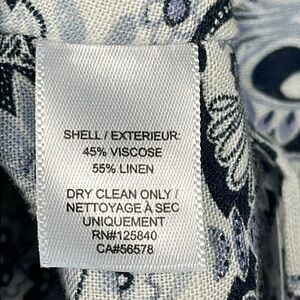 SHELL / EXTERIEUR:
45% VISCOSE
55% LINEN
DRY CLEAN ONLY /
NETTOYAGE À SEC
UNIQUEMENT
RN#125840
CA#56578